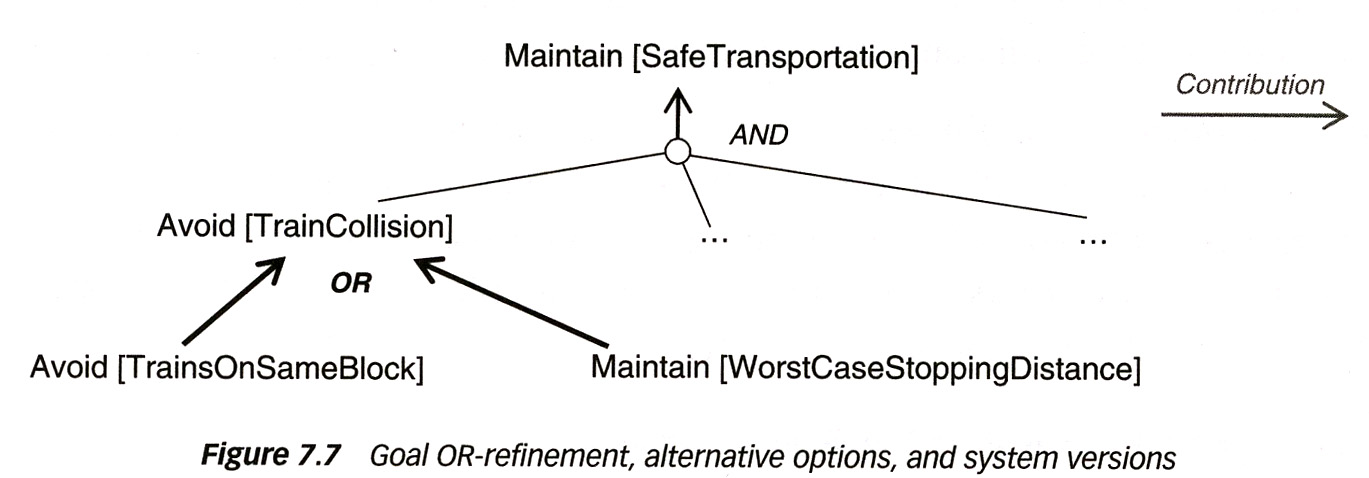 Maintain [SafeTransportation]
Contribution
AND
Avoid [TrainCollision]
...
...
OR
Avoid [TrainsOnSameBlock]
Maintain [WorstCaseStoppingDistance]
Figure 7.7 Goal OR-refinement, alternative options, and system versions